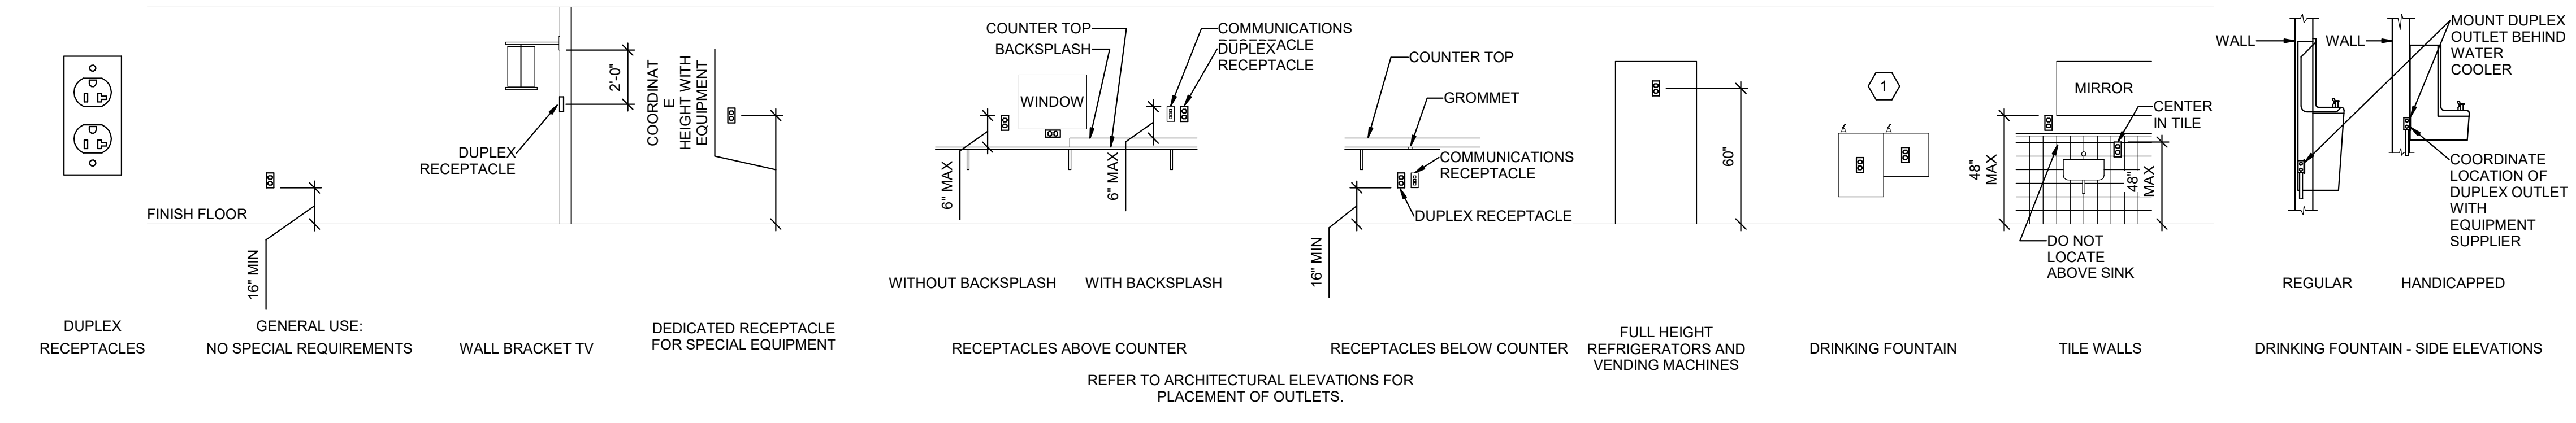 DUPLEX
RECEPTACLES
FINISH FLOOR
16" MIN
GENERAL USE:
NO SPECIAL REQUIREMENTS
2'-0"
DUPLEX
RECEPTACLE
WALL BRACKET TV
COORDINAT
E
HEIGHT WITH
EQUIPMENT
DEDICATED RECEPTACLE
FOR SPECIAL EQUIPMENT
COUNTER TOP
BACKSPLASH
WINDOW
COMMUNICATIONS
DUPLEX
RECEPTACLE
6" MAX
6" MAX
WITHOUT BACKSPLASH
WITH BACKSPLASH
RECEPTACLES ABOVE COUNTER
REFER TO ARCHITECTURAL ELEVATIONS FOR
PLACEMENT OF OUTLETS.
COUNTER TOP
GROMMET
COMMUNICATIONS
RECEPTACLE
DUPLEX RECEPTACLE
16" MIN
RECEPTACLES BELOW COUNTER
60"
FULL HEIGHT
REFRIGERATORS AND
VENDING MACHINES
1
DRINKING FOUNTAIN
MIRROR
CENTER
IN TILE
48"
MAX
48"
MAX
DO NOT
LOCATE
ABOVE SINK
TILE WALLS
WALL
WALL
MOUNT DUPLEX
OUTLET BEHIND
WATER
COOLER
COORDINATE
LOCATION OF
DUPLEX OUTLET
WITH
EQUIPMENT
SUPPLIER
REGULAR
HANDICAPPED
DRINKING FOUNTAIN - SIDE ELEVATIONS